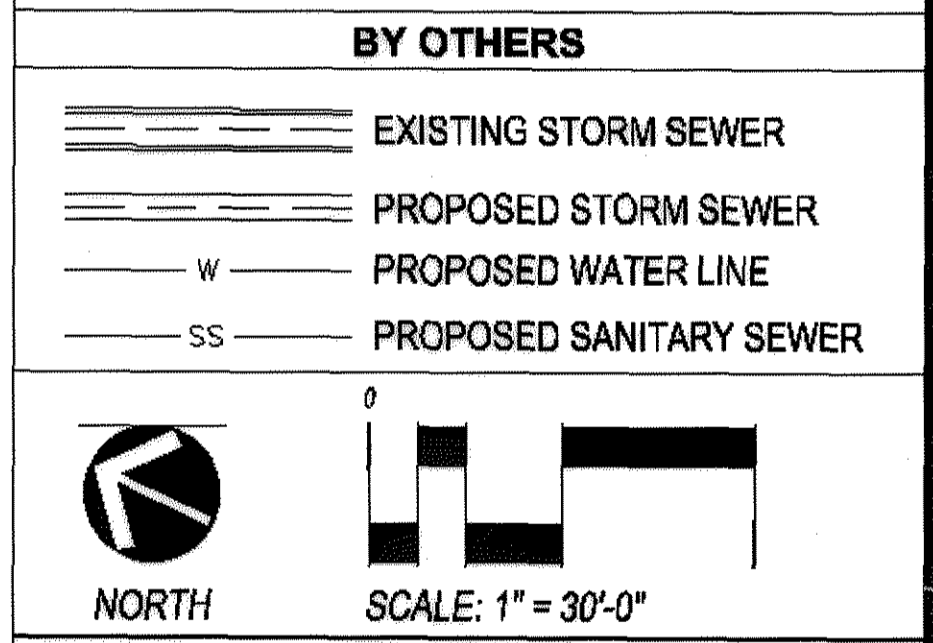 BY OTHERS
EXISTING STORM SEWER
PROPOSED STORM SEWER
W PROPOSED WATER LINE
SS PROPOSED SANITARY SEWER
0
NORTH
SCALE: 1" = 30'-0"